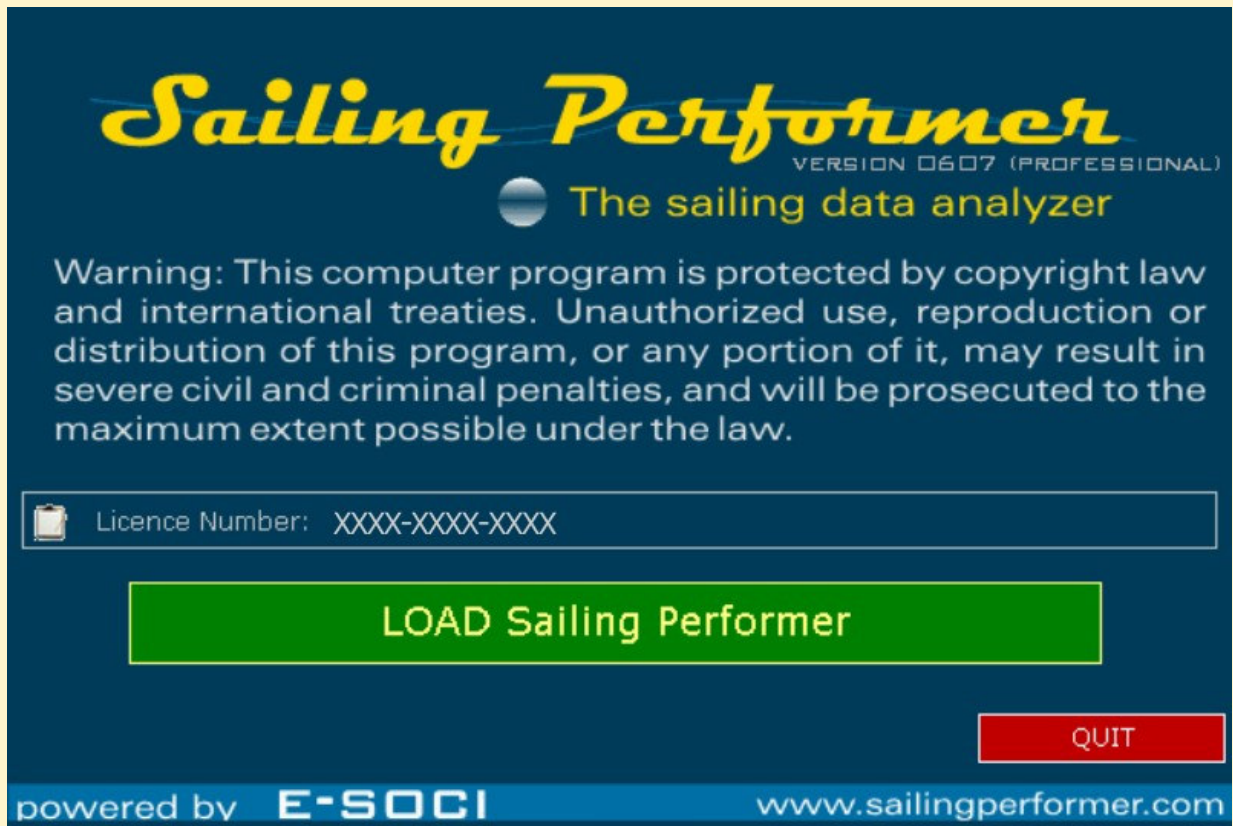 Sailing Performer
VERSION 0607 (PROFESSIONAL)
The sailing data analyzer
Warning: This computer program is protected by copyright law
and international treaties. Unauthorized use, reproduction or
distribution of this program, or any portion of it, may result in
severe civil and criminal penalties, and will be prosecuted to the
maximum extent possible under the law.
Licence Number: XXXX-XXXX-XXXX
LOAD Sailing Performer
QUIT
powered by E-SOCI www.sailingperformer.com